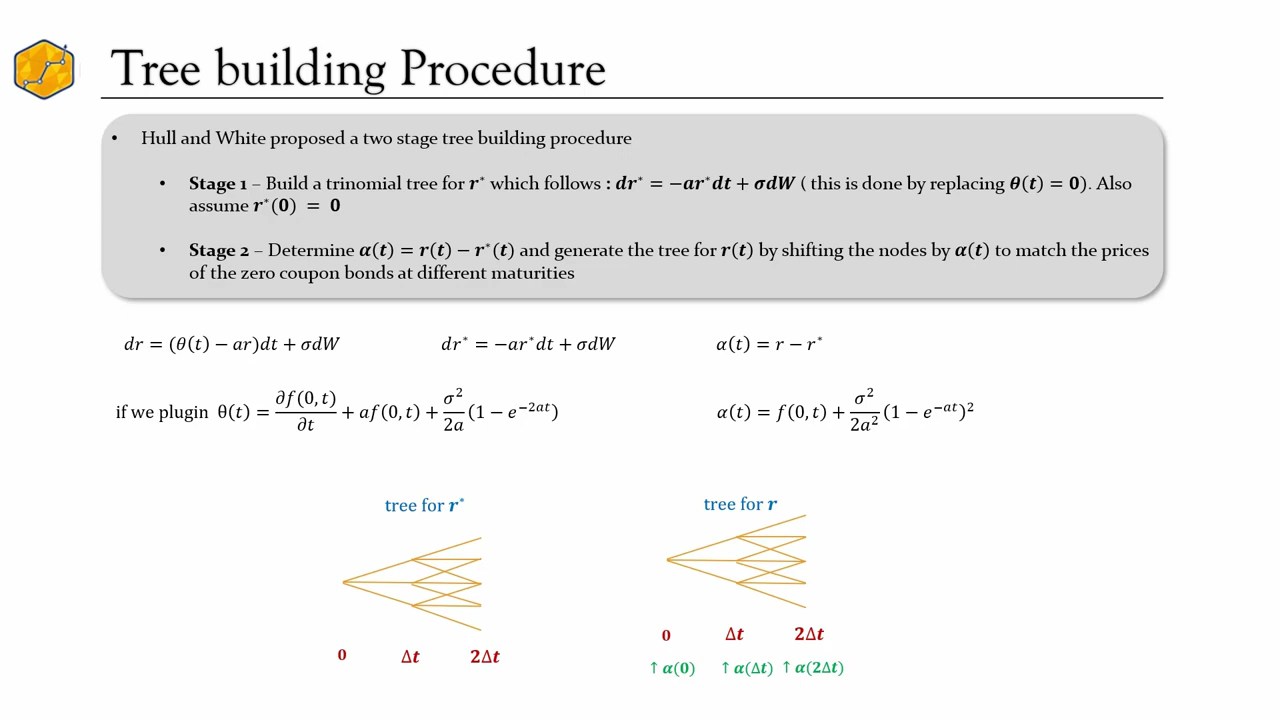 Tree building Procedure
• Hull and White proposed a two stage tree building procedure
• Stage 1 – Build a trinomial tree for r* which follows : dr* = −ar*dt + σdW ( this is done by replacing θ(t) = 0). Also
assume r*(0) = 0
• Stage 2 – Determine α(t) = r(t) − r*(t) and generate the tree for r(t) by shifting the nodes by α(t) to match the prices
of the zero coupon bonds at different maturities
dr = (θ(t) − ar)dt + σdW
dr* = −ar*dt + σdW
α(t) = r − r*
if we plugin θ(t) = ∂f(0, t)/∂t + af(0, t) + σ²/2a (1 − e⁻²ᵃᵗ)
α(t) = f(0, t) + σ²/2a² (1 − e⁻ᵃᵗ)²
tree for r*
0 Δt 2Δt
tree for r
0 Δt 2Δt
↑ α(0) ↑ α(Δt) ↑ α(2Δt)